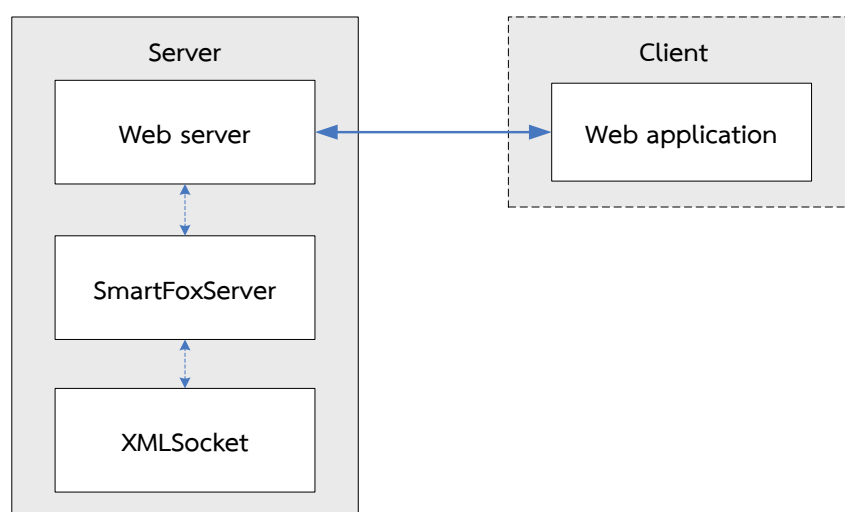 Server
Client
Web server
Web application
SmartFoxServer
XMLSocket